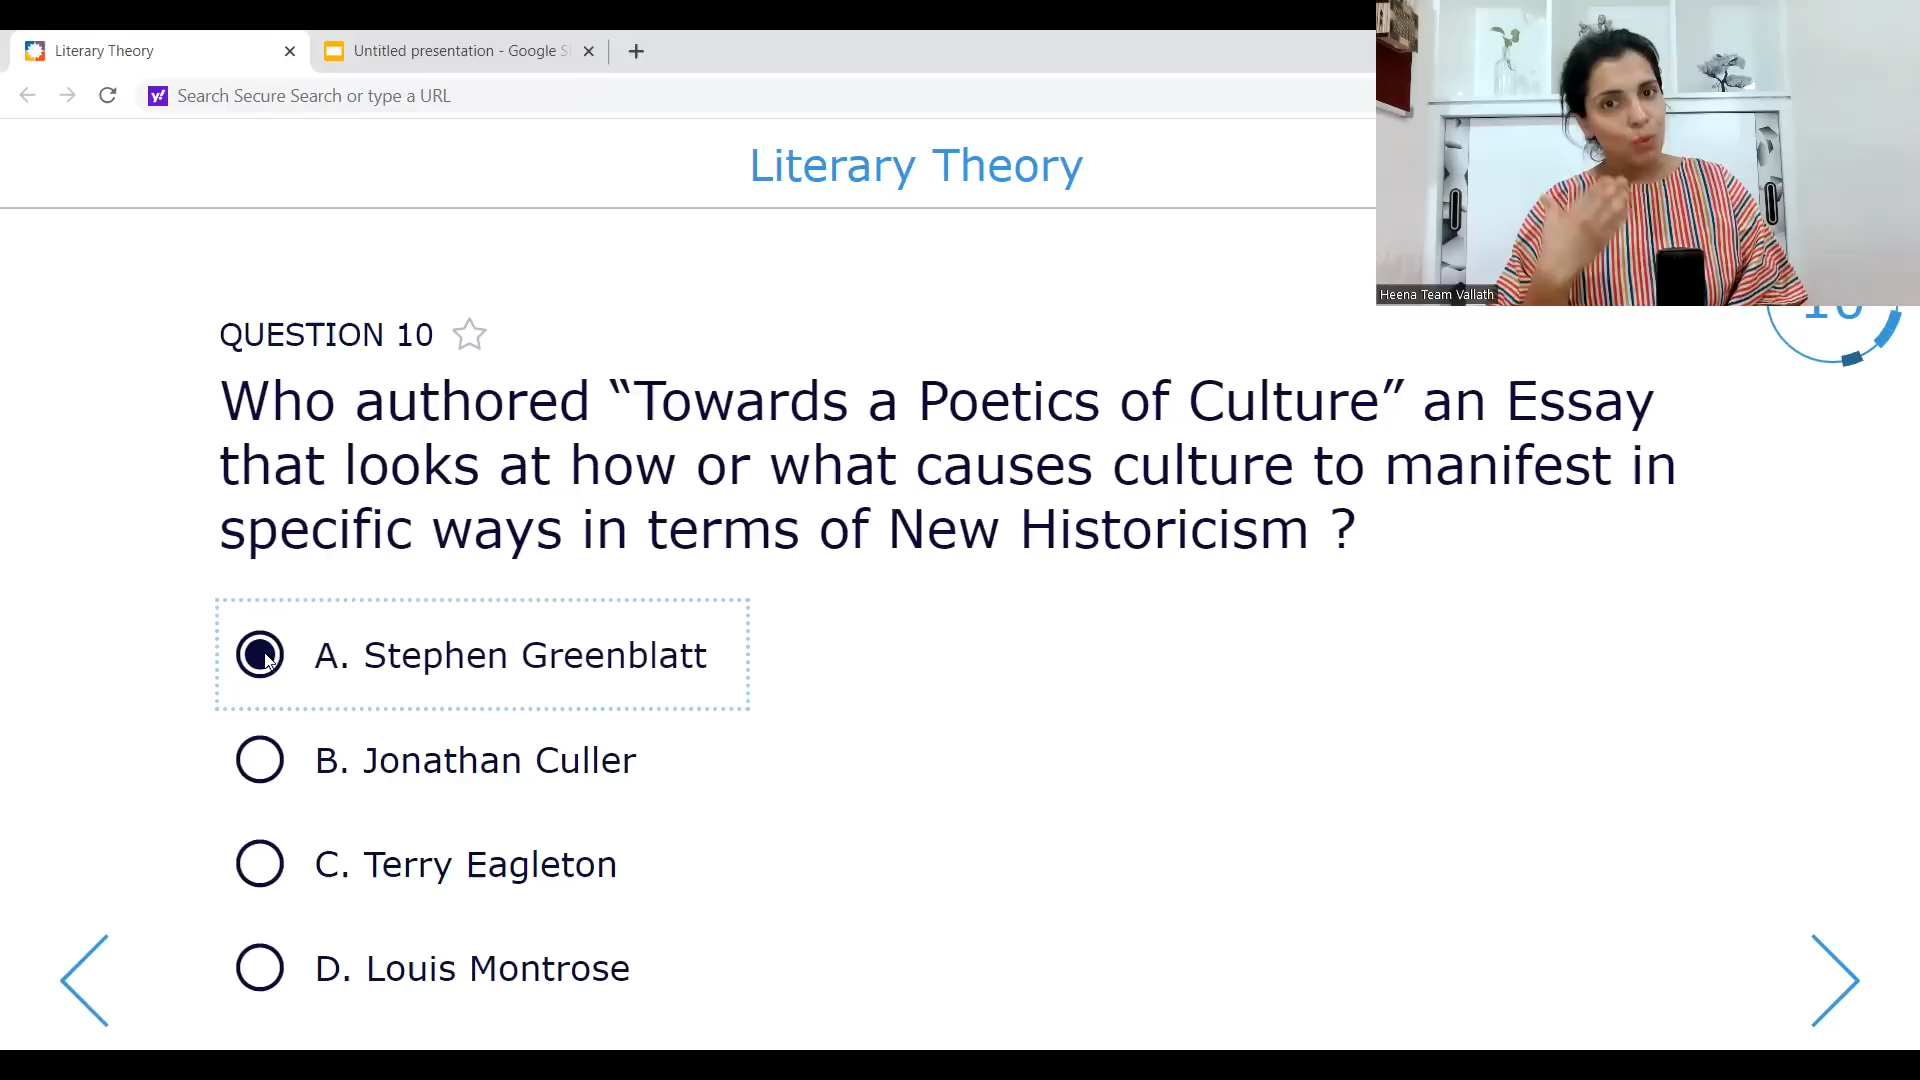 Literary Theory
Untitled presentation - Google S
Search Secure Search or type a URL
Literary Theory
Heena Team Vallath
10
QUESTION 10
Who authored “Towards a Poetics of Culture” an Essay
that looks at how or what causes culture to manifest in
specific ways in terms of New Historicism ?
A. Stephen Greenblatt
B. Jonathan Culler
C. Terry Eagleton
D. Louis Montrose